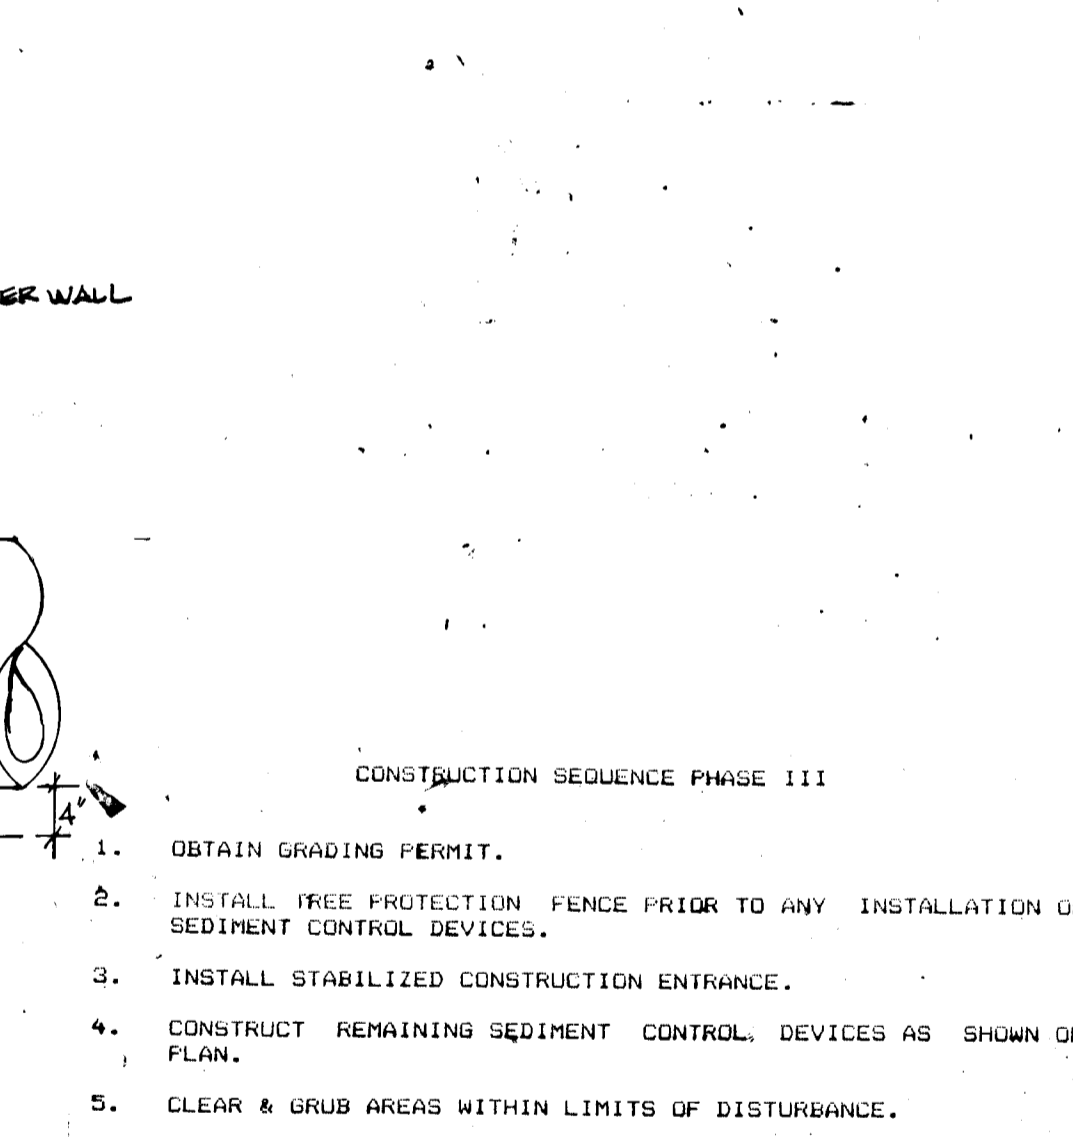 ER WALL
4"
CONSTRUCTION SEQUENCE PHASE III
1. OBTAIN GRADING PERMIT.
2. INSTALL TREE PROTECTION FENCE PRIOR TO ANY INSTALLATION O
SEDIMENT CONTROL DEVICES.
3. INSTALL STABILIZED CONSTRUCTION ENTRANCE.
4. CONSTRUCT REMAINING SEDIMENT CONTROL DEVICES AS SHOWN O
PLAN.
5. CLEAR & GRUB AREAS WITHIN LIMITS OF DISTURBANCE.